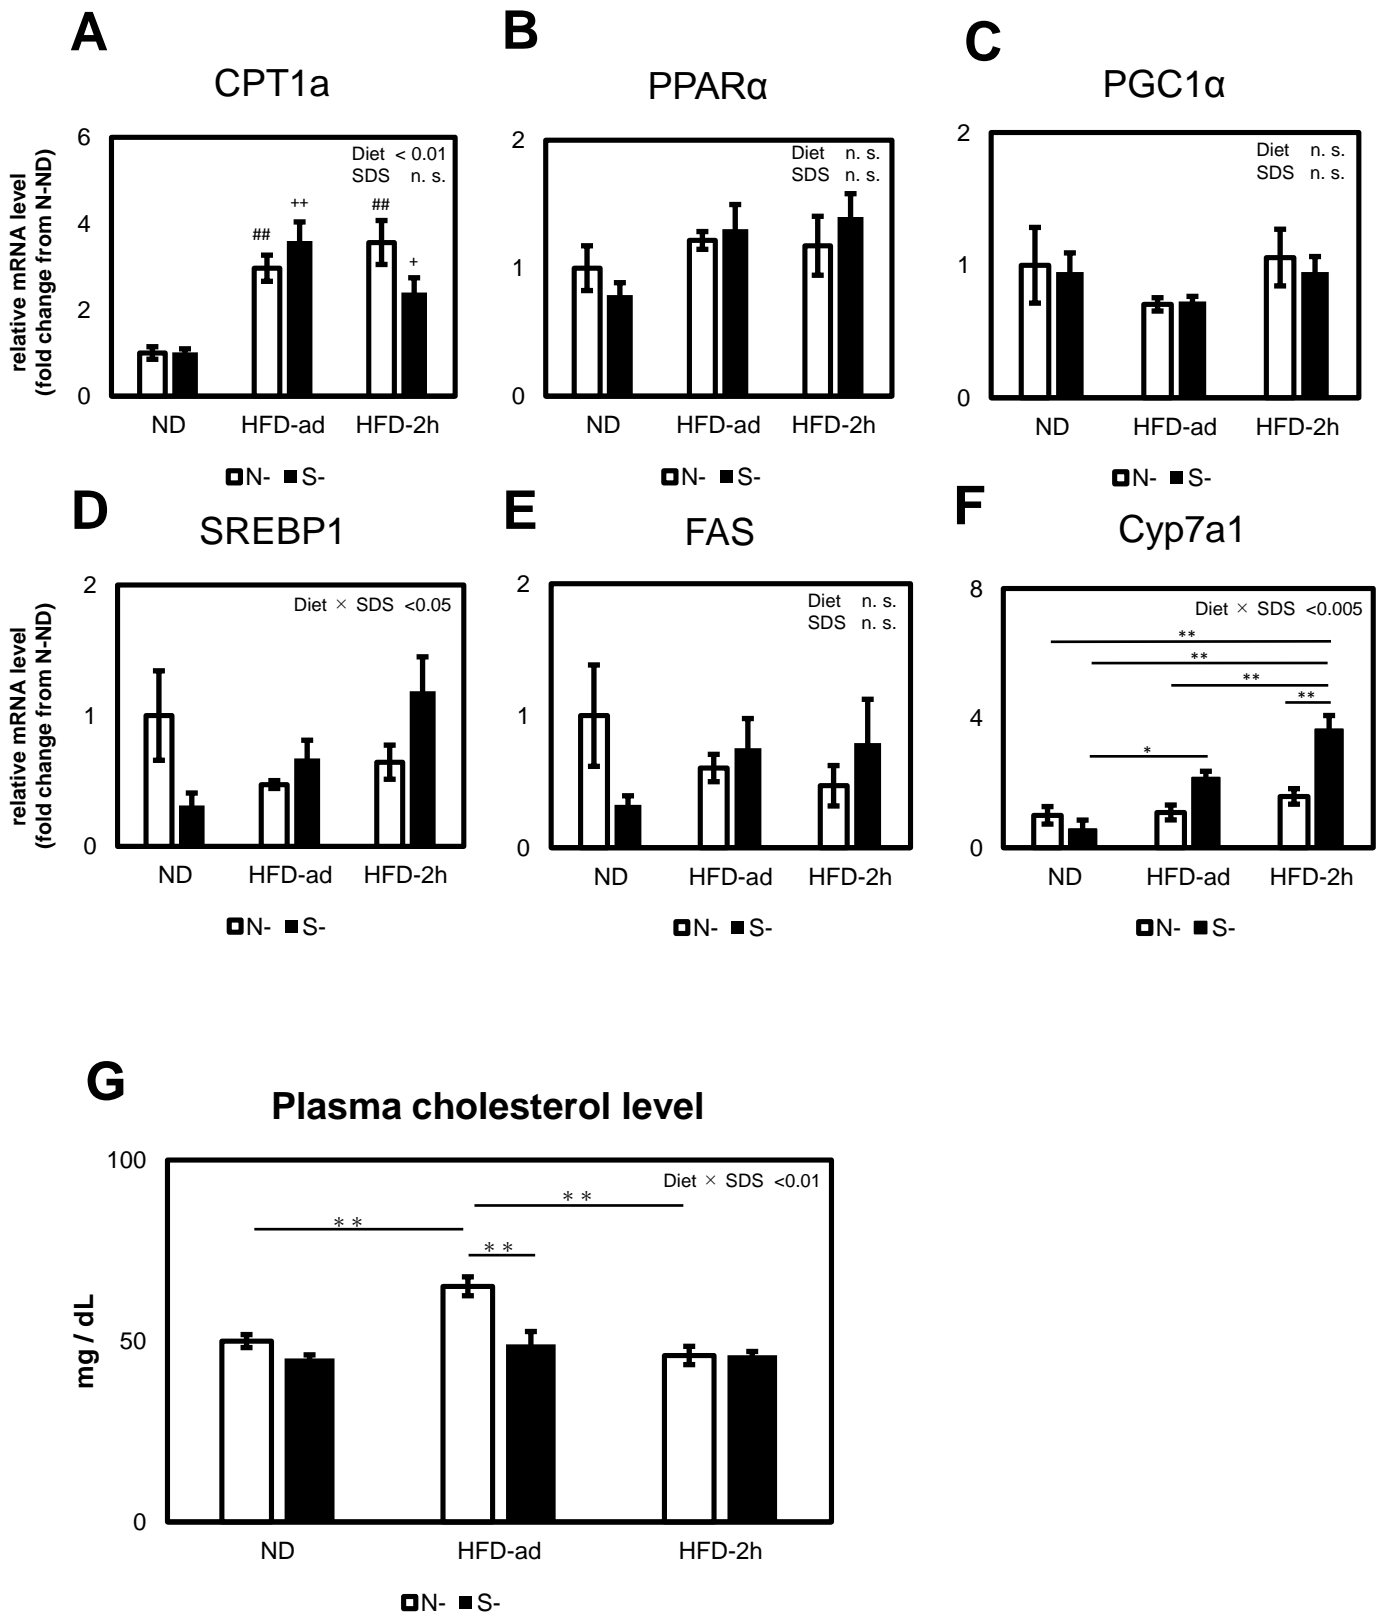 A
CPT1a
relative mRNA level
(fold change from N-ND)
6
4
2
0
Diet < 0.01
SDS n. s.
##
++
##
+
ND HFD-ad HFD-2h
N- S-
B
PPARα
2
1
0
Diet n. s.
SDS n. s.
ND HFD-ad HFD-2h
N- S-
C
PGC1α
2
1
0
Diet n. s.
SDS n. s.
ND HFD-ad HFD-2h
N- S-
D
SREBP1
relative mRNA level
(fold change from N-ND)
2
1
0
Diet × SDS <0.05
ND HFD-ad HFD-2h
N- S-
E
FAS
2
1
0
Diet n. s.
SDS n. s.
ND HFD-ad HFD-2h
N- S-
F
Cyp7a1
8
4
0
Diet × SDS <0.005
**
**
**
**
*
ND HFD-ad HFD-2h
N- S-
G
Plasma cholesterol level
mg / dL
100
50
0
Diet × SDS <0.01
**
**
**
ND HFD-ad HFD-2h
N- S-